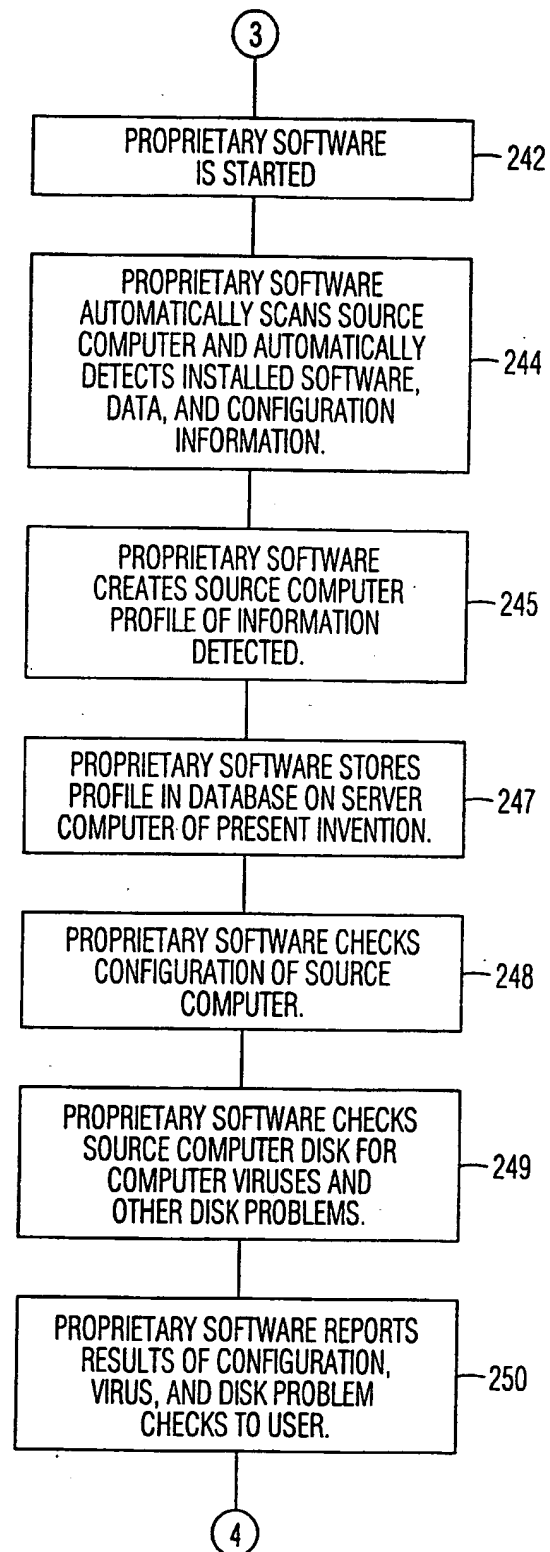 3
PROPRIETARY SOFTWARE
IS STARTED
242
PROPRIETARY SOFTWARE
AUTOMATICALLY SCANS SOURCE
COMPUTER AND AUTOMATICALLY
DETECTS INSTALLED SOFTWARE,
DATA, AND CONFIGURATION
INFORMATION.
244
PROPRIETARY SOFTWARE
CREATES SOURCE COMPUTER
PROFILE OF INFORMATION
DETECTED.
245
PROPRIETARY SOFTWARE STORES
PROFILE IN DATABASE ON SERVER
COMPUTER OF PRESENT INVENTION.
247
PROPRIETARY SOFTWARE CHECKS
CONFIGURATION OF SOURCE
COMPUTER.
248
PROPRIETARY SOFTWARE CHECKS
SOURCE COMPUTER DISK FOR
COMPUTER VIRUSES AND
OTHER DISK PROBLEMS.
249
PROPRIETARY SOFTWARE REPORTS
RESULTS OF CONFIGURATION,
VIRUS, AND DISK PROBLEM
CHECKS TO USER.
250
4